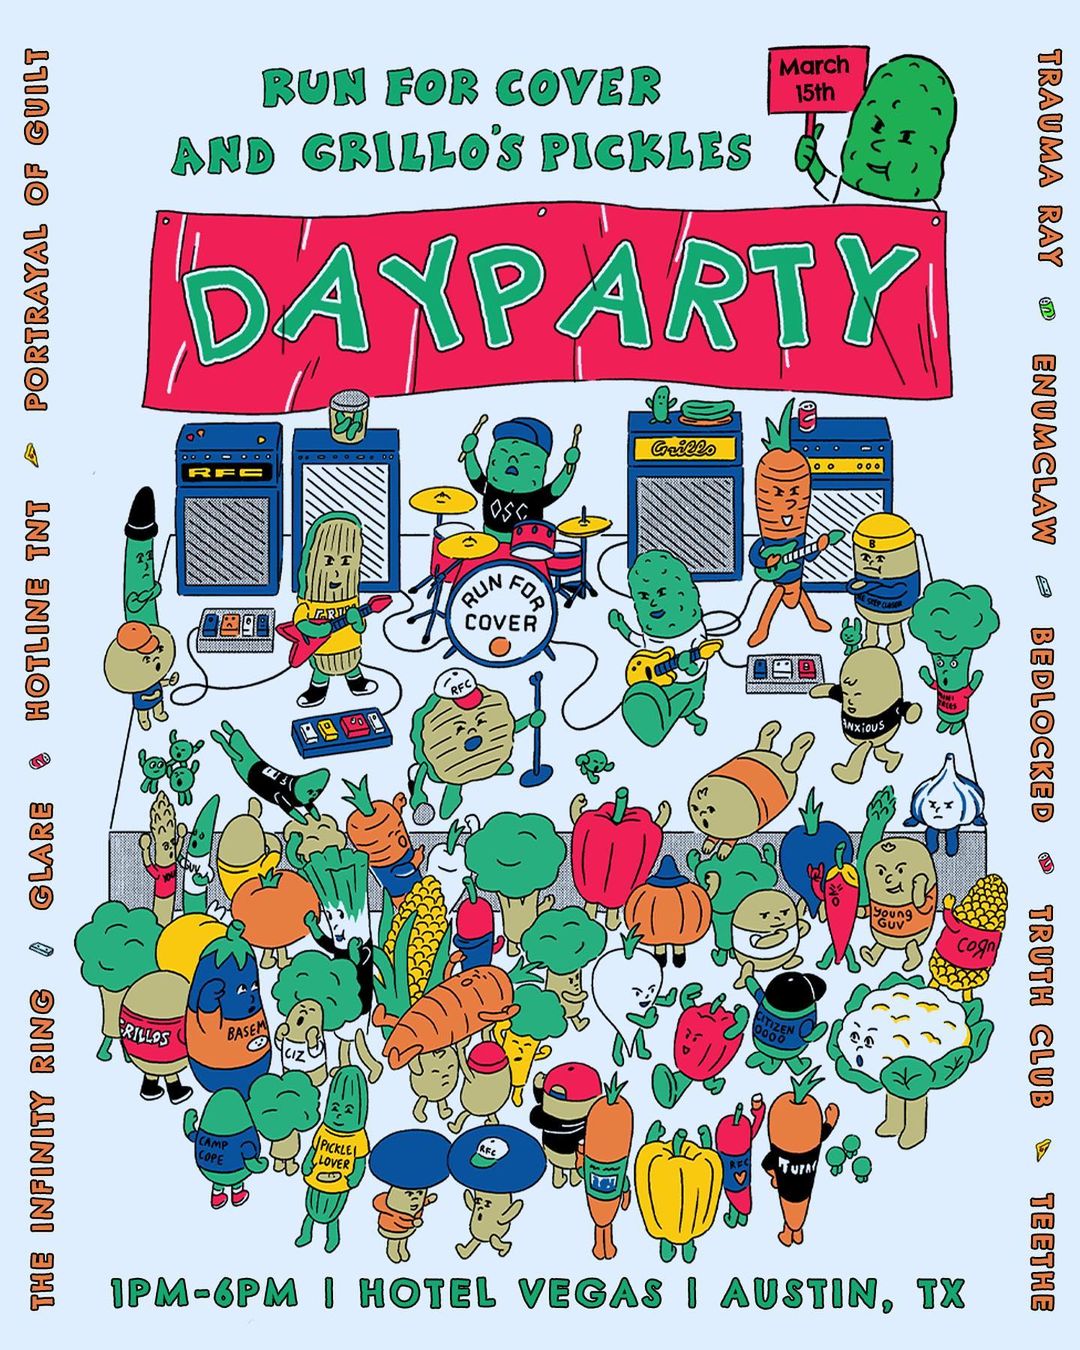 RUN FOR COVER
AND GRILLO'S PICKLES
March
15th
DAYPARTY
PORTRAYAL OF GUILT
HOTLINE TNT
GLARE
THE INFINITY RING
TRAUMA RAY
ENUMCLAW
BEDLOCKED
TRUTH CLUB
TEETHE
RFC
Grillo
OSC
RUN FOR
COVER
B
RFC
ANXIOUS
young
GUV
Corn
GRILLOS
BASEM
CIZ
CITIZEN
CAMP
COPE
PICKLE
LOVER
RFC
RFC
TUPAC
1PM-6PM | HOTEL VEGAS | AUSTIN, TX